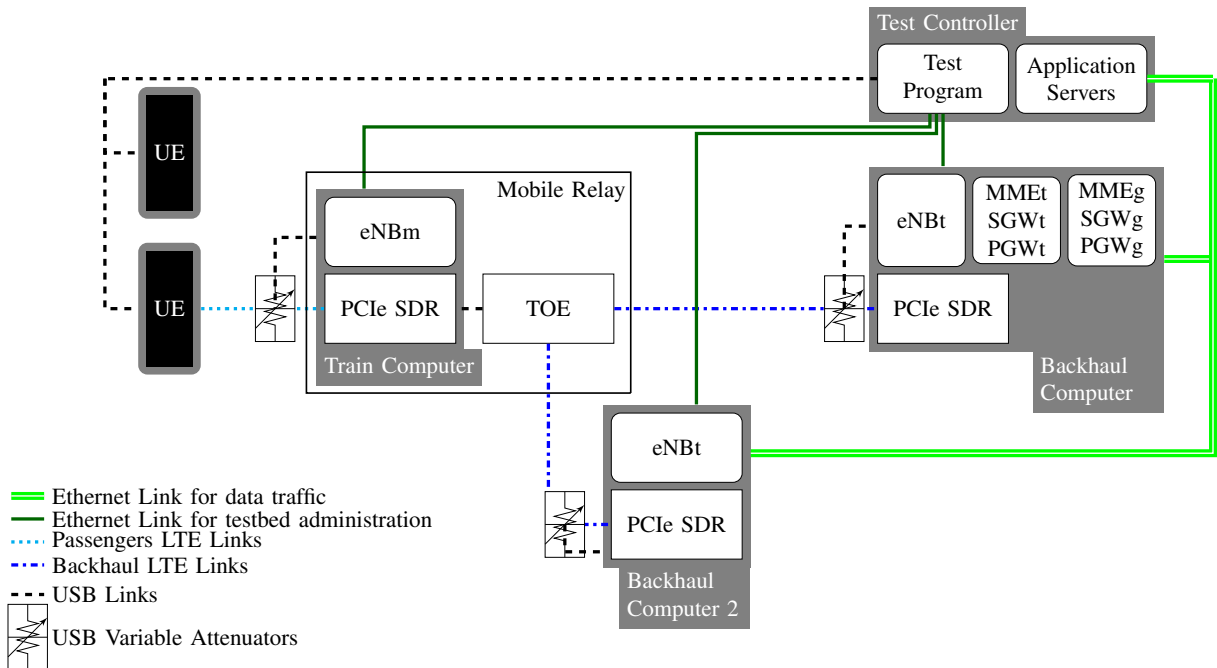 Test Controller
Test
Program
Application
Servers
UE
Mobile Relay
eNBm
PCIe SDR
TOE
Train Computer
UE
eNBt
MMEt
SGWt
PGWt
MMEg
SGWg
PGWg
PCIe SDR
Backhaul
Computer
eNBt
PCIe SDR
Backhaul
Computer 2
Ethernet Link for data traffic
Ethernet Link for testbed administration
Passengers LTE Links
Backhaul LTE Links
USB Links
USB Variable Attenuators